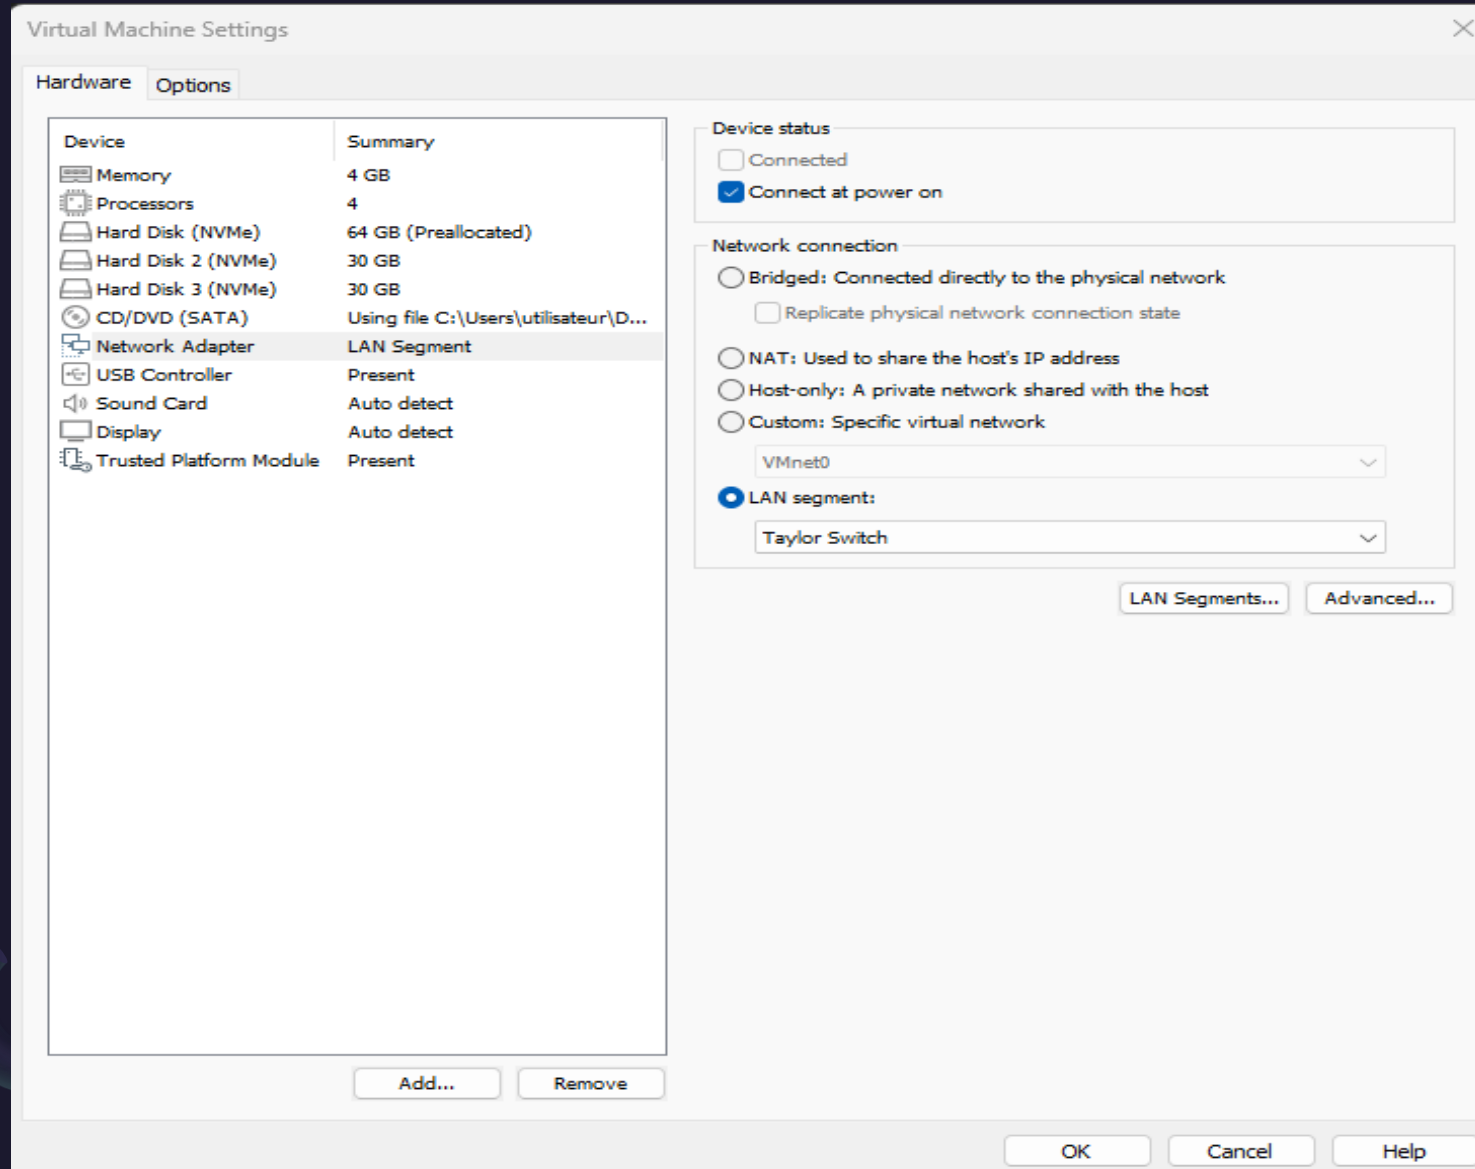 Virtual Machine Settings
Hardware Options
Device Summary
Memory 4 GB
Processors 4
Hard Disk (NVMe) 64 GB (Preallocated)
Hard Disk 2 (NVMe) 30 GB
Hard Disk 3 (NVMe) 30 GB
CD/DVD (SATA) Using file C:\Users\utilisateur\D...
Network Adapter LAN Segment
USB Controller Present
Sound Card Auto detect
Display Auto detect
Trusted Platform Module Present
Add... Remove
Device status
Connected
Connect at power on
Network connection
Bridged: Connected directly to the physical network
Replicate physical network connection state
NAT: Used to share the host's IP address
Host-only: A private network shared with the host
Custom: Specific virtual network
VMnet0
LAN segment:
Taylor Switch
LAN Segments... Advanced...
OK Cancel Help